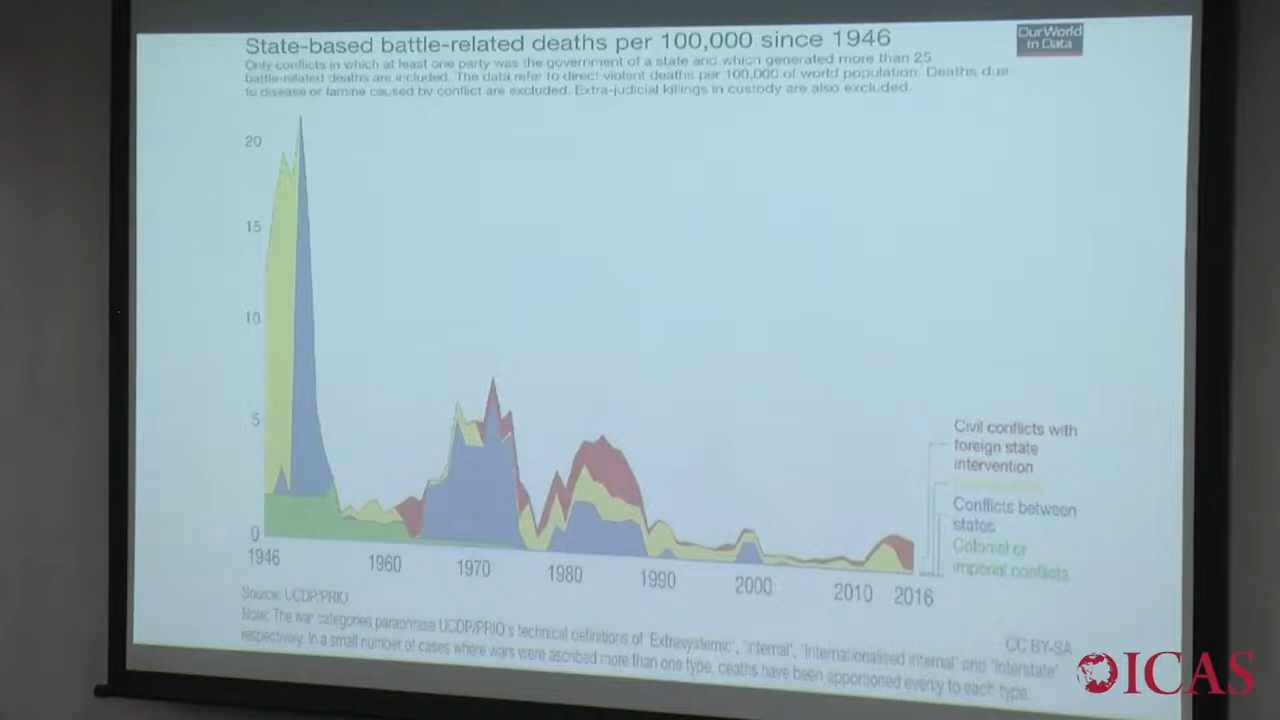 State-based battle-related deaths per 100,000 since 1946
Our World
in Data
Only conflicts in which at least one party was the government of a state and which generated more than 25
battle-related deaths are included. The data refer to direct violent deaths per 100,000 of world population. Deaths due
to disease or famine caused by conflict are excluded. Extra-judicial killings in custody are also excluded.
20
15
10
5
0
Civil conflicts with
foreign state
intervention
Conflicts between
states
Colonial or
imperial conflicts
1946
1960
1970
1980
1990
2000
2010
2016
Source: UCDP/PRIO
CC BY-SA
Note: The war categories paraphrase UCDP/PRIO's technical definitions of 'Extrasystemic', 'Internal', 'Internationalised internal' and 'Interstate'
respectively. In a small number of cases where wars were ascribed more than one type, deaths have been apportioned evenly to each type.
ICAS